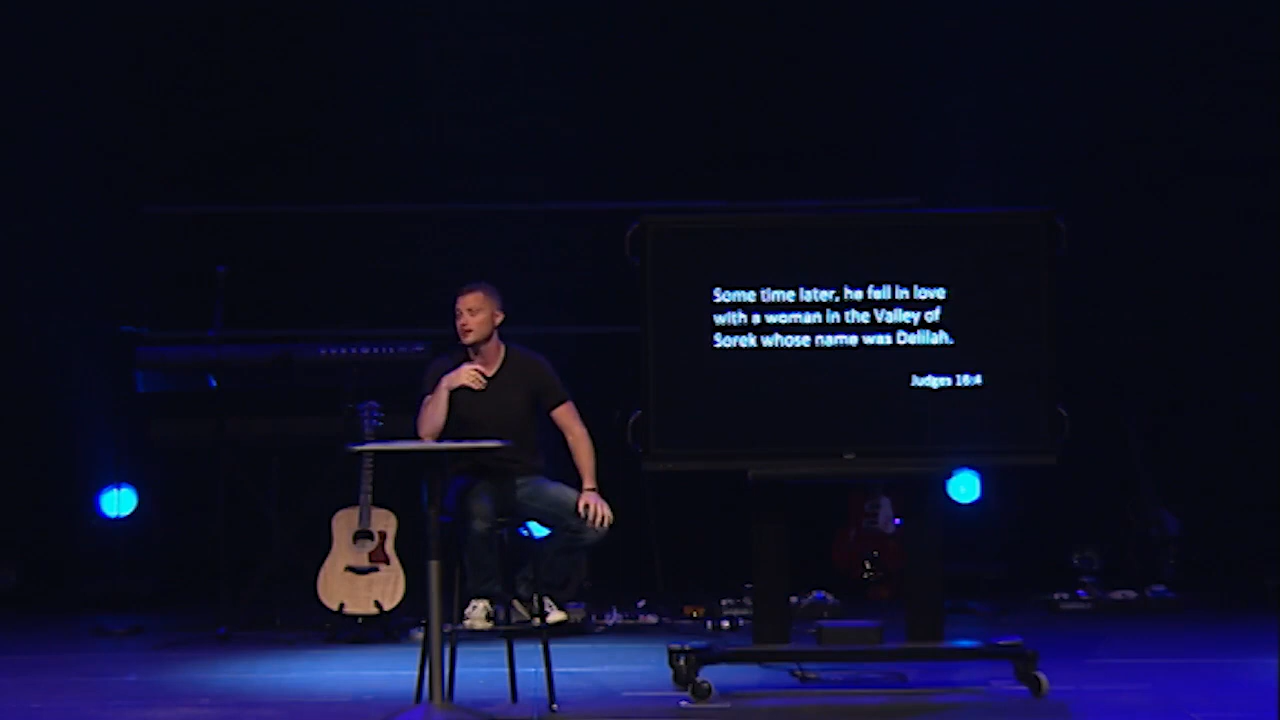 Some time later, he fell in love
with a woman in the Valley of
Sorek whose name was Delilah.
Judges 16:4